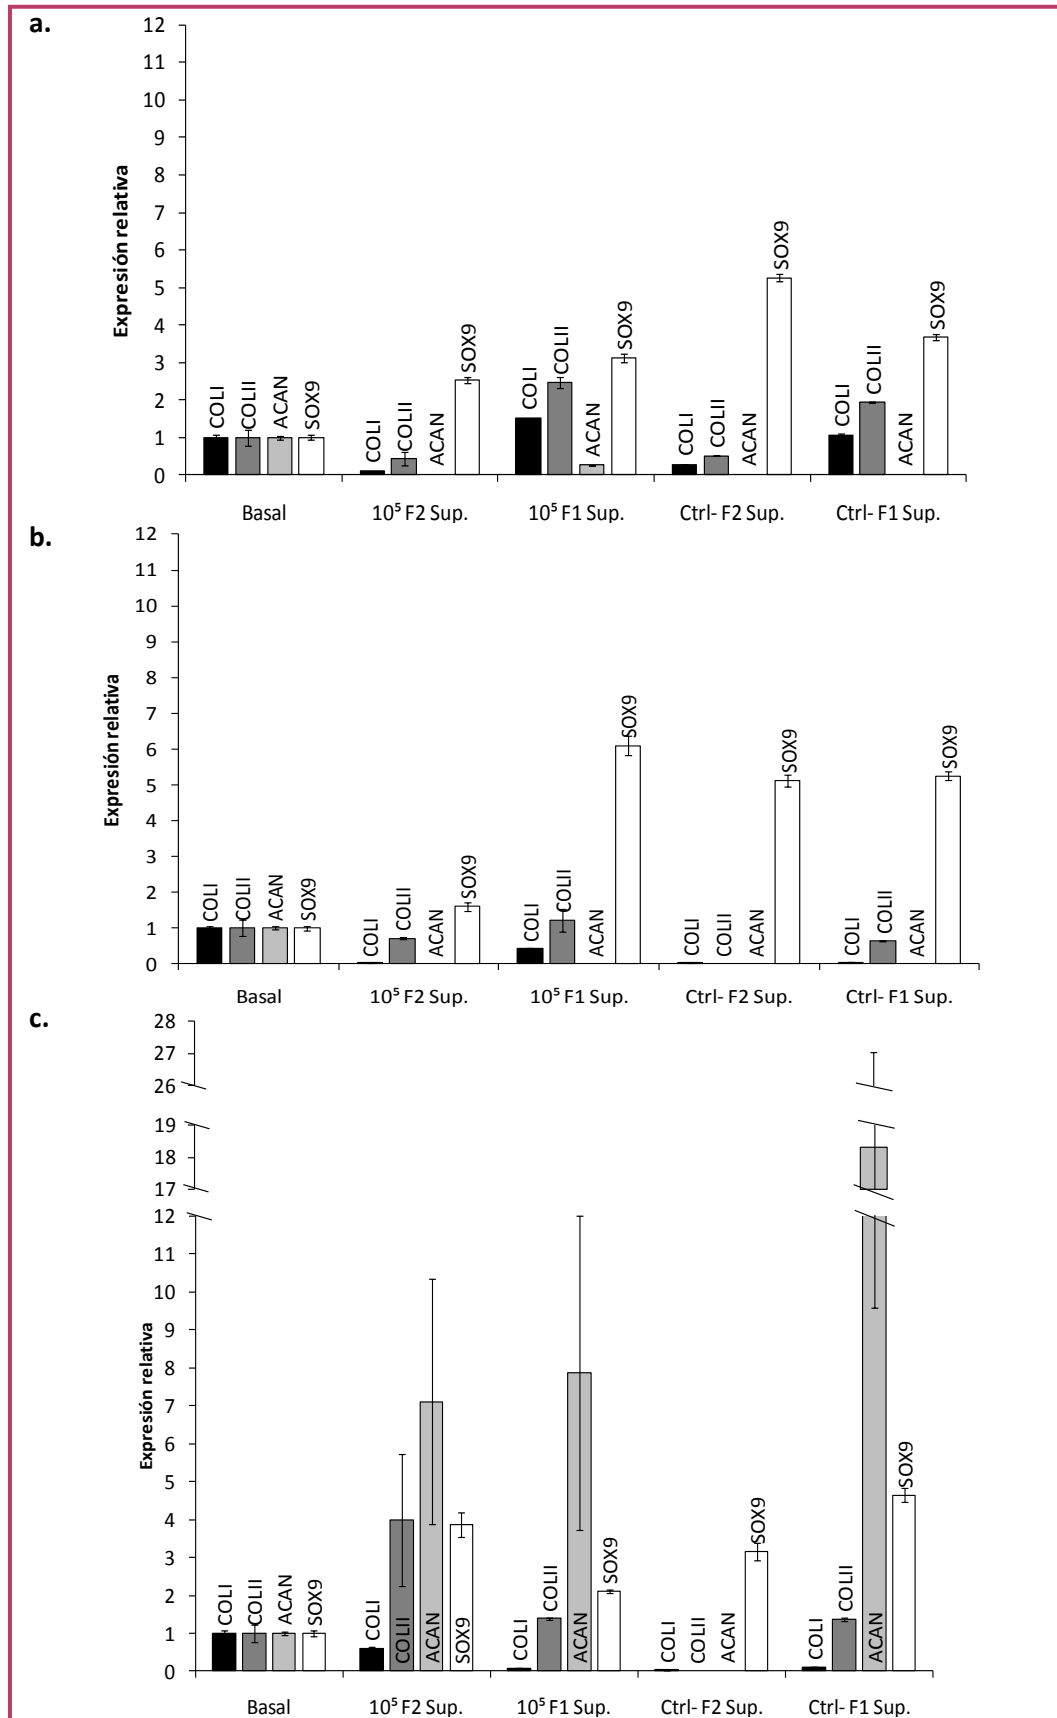 a.
12
11
10
9
8
7
6
5
4
3
2
1
0
Expresión relativa
COLI
COLII
ACAN
SOX9
COLI
COLII
ACAN
SOX9
COLI
COLII
ACAN
SOX9
COLI
COLII
ACAN
SOX9
COLI
COLII
ACAN
SOX9
Basal
10⁵ F2 Sup.
10⁵ F1 Sup.
Ctrl- F2 Sup.
Ctrl- F1 Sup.
b.
12
11
10
9
8
7
6
5
4
3
2
1
0
Expresión relativa
COLI
COLII
ACAN
SOX9
COLI
COLII
ACAN
SOX9
COLI
COLII
ACAN
SOX9
COLI
COLII
ACAN
SOX9
COLI
COLII
ACAN
SOX9
Basal
10⁵ F2 Sup.
10⁵ F1 Sup.
Ctrl- F2 Sup.
Ctrl- F1 Sup.
c.
28
27
26
19
18
17
12
11
10
9
8
7
6
5
4
3
2
1
0
Expresión relativa
COLI
COLII
ACAN
SOX9
COLI
COLII
ACAN
SOX9
COLI
COLII
ACAN
SOX9
COLI
COLII
ACAN
SOX9
COLI
COLII
ACAN
SOX9
Basal
10⁵ F2 Sup.
10⁵ F1 Sup.
Ctrl- F2 Sup.
Ctrl- F1 Sup.